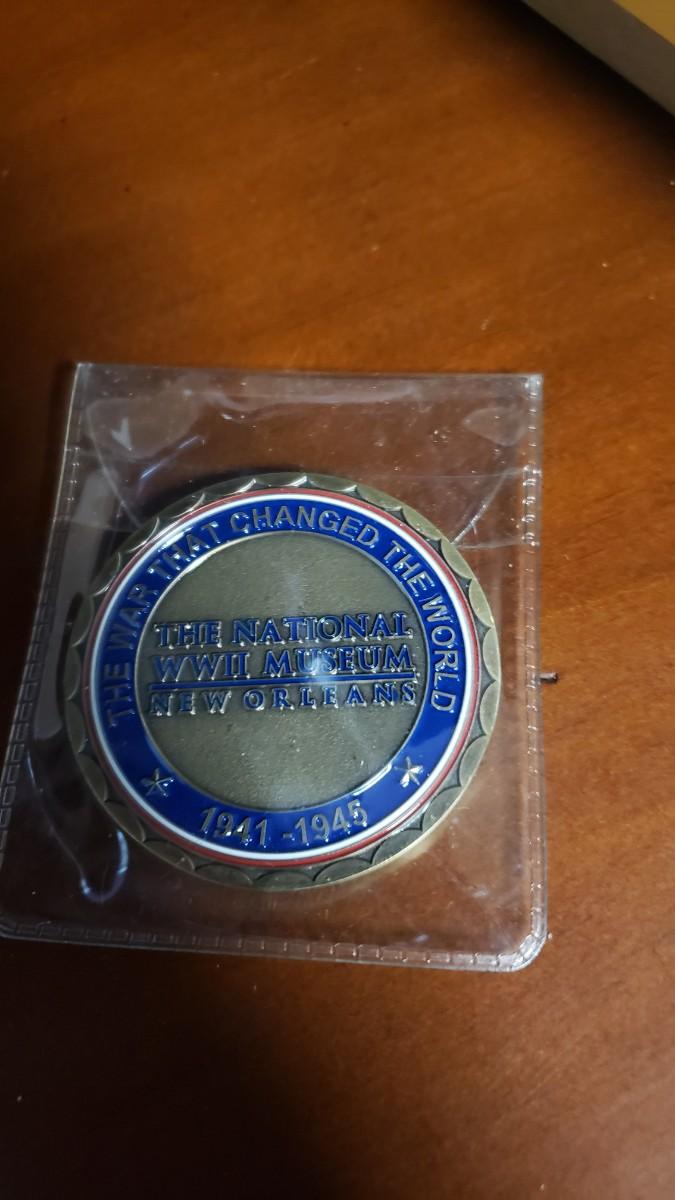 THE WAR THAT CHANGED THE WORLD
THE NATIONAL
WWII MUSEUM
NEW ORLEANS
1941-1945